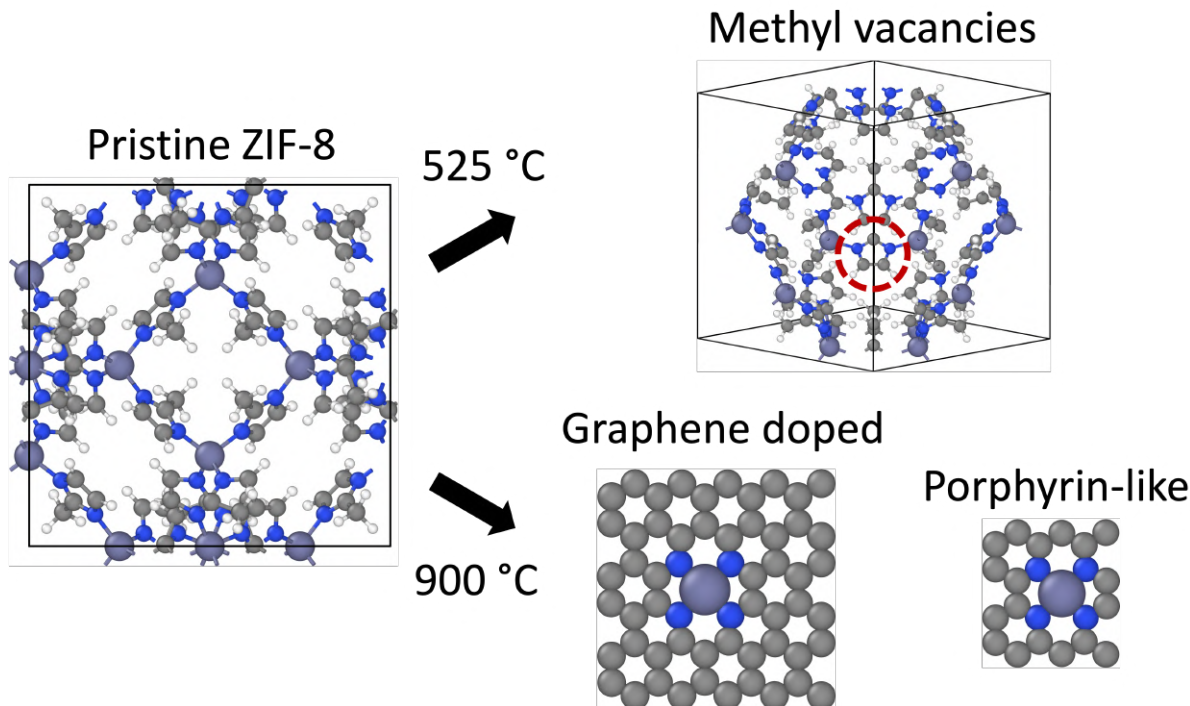 Methyl vacancies
Pristine ZIF-8
525 °C
Graphene doped
Porphyrin-like
900 °C